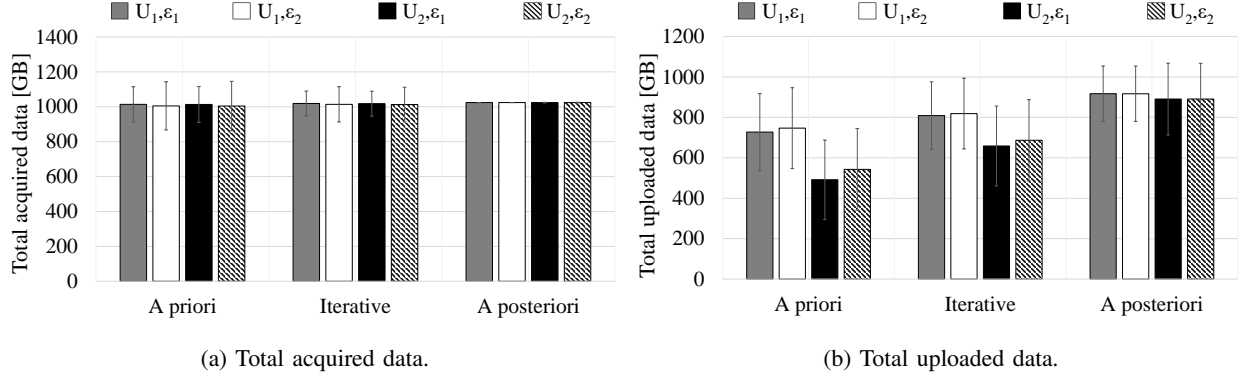 U₁,ε₁ U₁,ε₂ U₂,ε₁ U₂,ε₂
Total acquired data [GB]
1400
1200
1000
800
600
400
200
0
A priori Iterative A posteriori
(a) Total acquired data.
U₁,ε₁ U₁,ε₂ U₂,ε₁ U₂,ε₂
Total uploaded data [GB]
1200
1000
800
600
400
200
0
A priori Iterative A posteriori
(b) Total uploaded data.